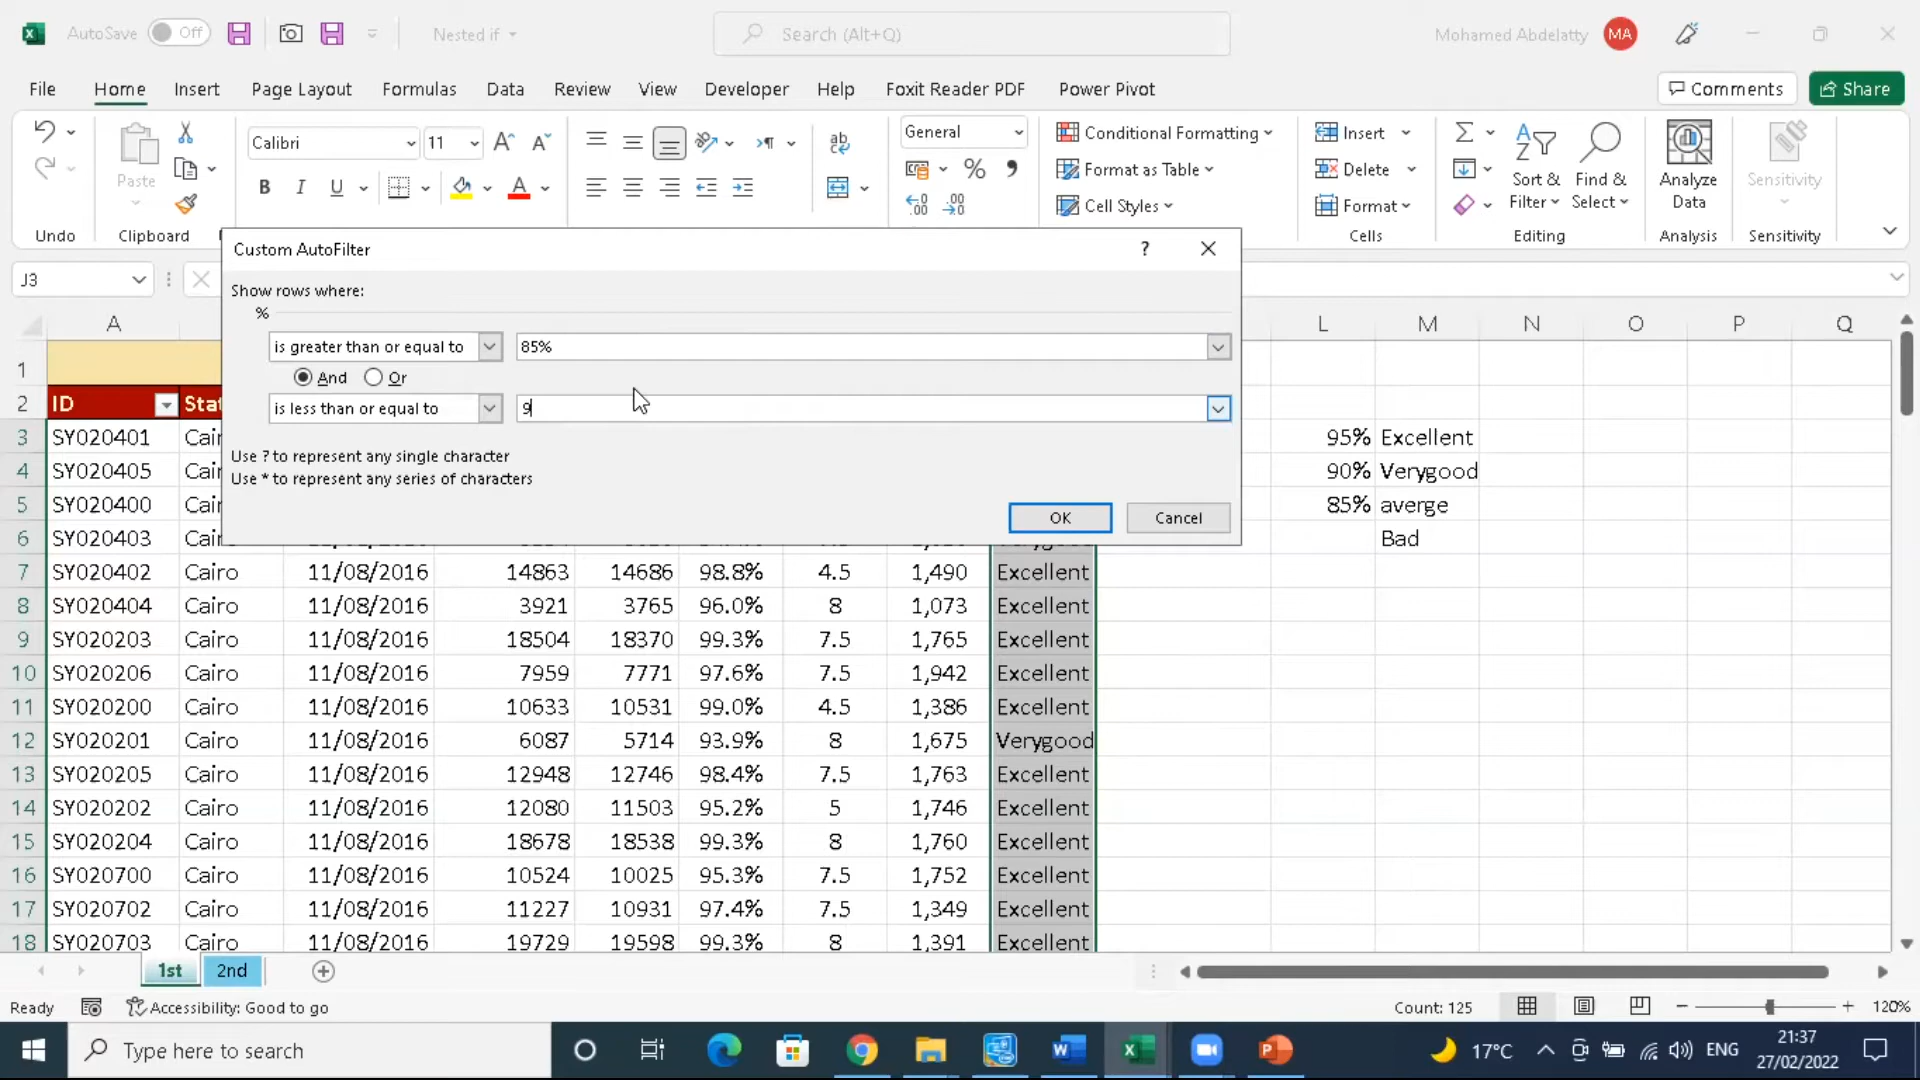 AutoSave Off Nested if Search (Alt+Q) Mohamed Abdelatty MA
File Home Insert Page Layout Formulas Data Review View Developer Help Foxit Reader PDF Power Pivot Comments Share
Calibri 11 General Conditional Formatting Insert
Paste Format as Table Delete Sort & Filter Find & Select Analyze Data Sensitivity
B I U A Cell Styles Format
Undo Clipboard Cells Editing Analysis Sensitivity
Custom AutoFilter ?
J3
Show rows where:
%
is greater than or equal to 85%
And Or
is less than or equal to 9
Use ? to represent any single character
Use * to represent any series of characters
OK Cancel
A L M N O P Q
1
2 ID Stat
3 SY020401 Cair 95% Excellent
4 SY020405 Cair 90% Verygood
5 SY020400 Cair 85% averge
6 SY020403 Cair Bad
7 SY020402 Cairo 11/08/2016 14863 14686 98.8% 4.5 1,490 Excellent
8 SY020404 Cairo 11/08/2016 3921 3765 96.0% 8 1,073 Excellent
9 SY020203 Cairo 11/08/2016 18504 18370 99.3% 7.5 1,765 Excellent
10 SY020206 Cairo 11/08/2016 7959 7771 97.6% 7.5 1,942 Excellent
11 SY020200 Cairo 11/08/2016 10633 10531 99.0% 4.5 1,386 Excellent
12 SY020201 Cairo 11/08/2016 6087 5714 93.9% 8 1,675 Verygood
13 SY020205 Cairo 11/08/2016 12948 12746 98.4% 7.5 1,763 Excellent
14 SY020202 Cairo 11/08/2016 12080 11503 95.2% 5 1,746 Excellent
15 SY020204 Cairo 11/08/2016 18678 18538 99.3% 8 1,760 Excellent
16 SY020700 Cairo 11/08/2016 10524 10025 95.3% 7.5 1,752 Excellent
17 SY020702 Cairo 11/08/2016 11227 10931 97.4% 7.5 1,349 Excellent
18 SY020703 Cairo 11/08/2016 19729 19598 99.3% 8 1,391 Excellent
1st 2nd
Ready Accessibility: Good to go Count: 125 120%
Type here to search 17°C ENG 21:37
27/02/2022